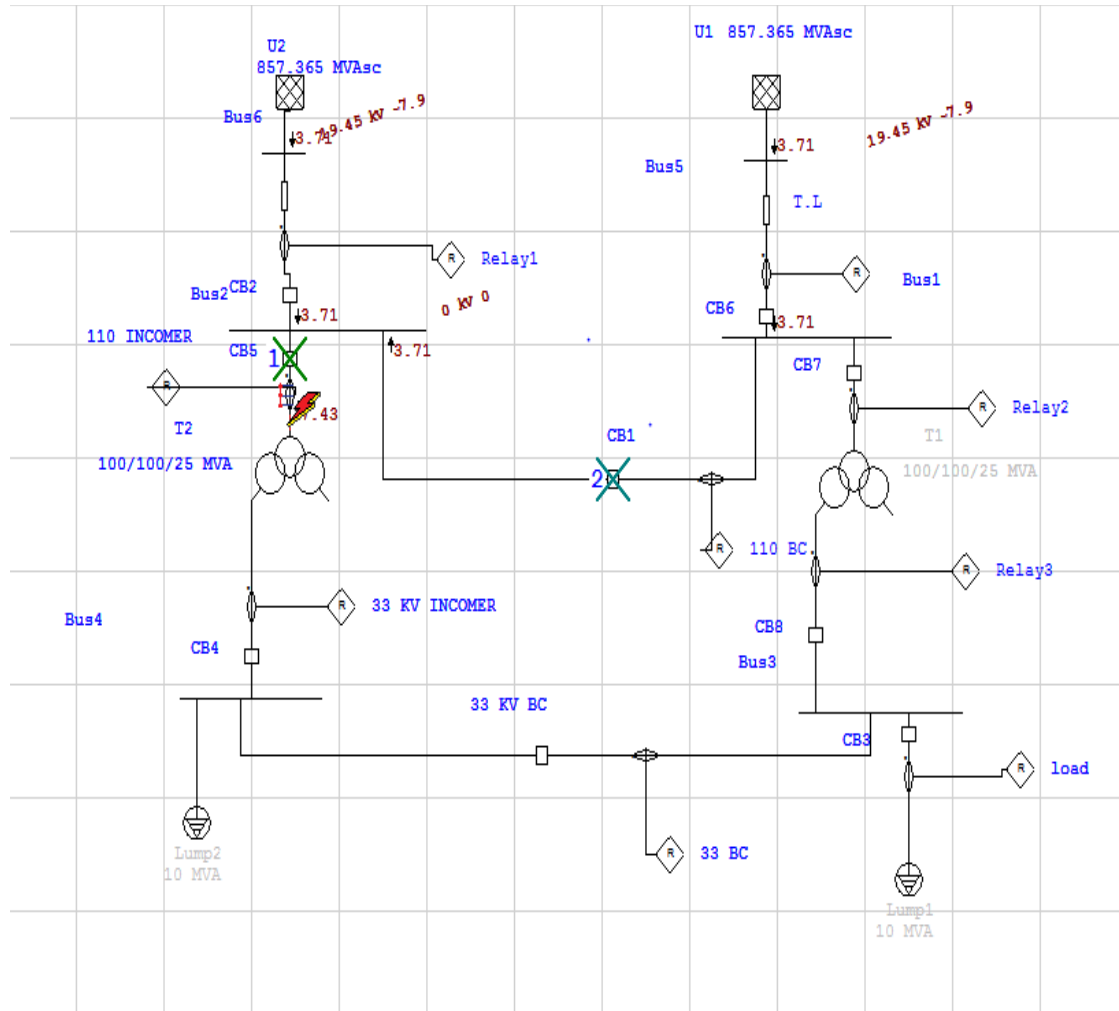 U2
857.365 MVAsc
U1 857.365 MVAsc
Bus6
19.45 kV -7.9
3.71
19.45 kV -7.9
3.71
Bus5
T.L
R
Relay1
R
Bus1
Bus2
CB2
0 kV 0
CB6
3.71
3.71
110 INCOMER
CB5
1
3.71
CB7
R
R
Relay2
.43
T2
CB1
T1
100/100/25 MVA
100/100/25 MVA
2
R
110 BC
R
Relay3
Bus4
R
33 KV INCOMER
CB4
CB8
Bus3
33 KV BC
CB3
R
load
Lump2
10 MVA
R
33 BC
Lump1
10 MVA